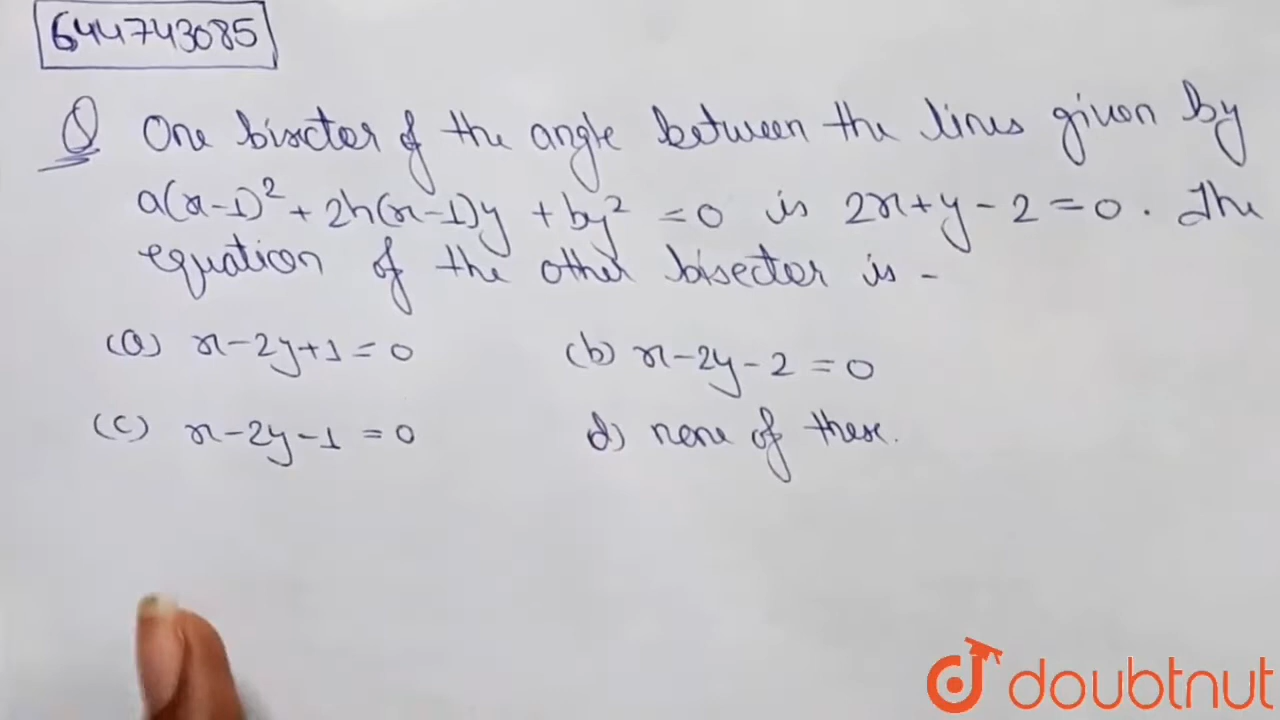 644743085
Q One bisector of the angle between the lines given by
a(x-1)² + 2h(x-1)y + by² = 0 is 2x+y-2=0. The
equation of the other bisector is -
(a) x-2y+1=0 (b) x-2y-2=0
(c) x-2y-1=0 d) none of these.
doubtnut